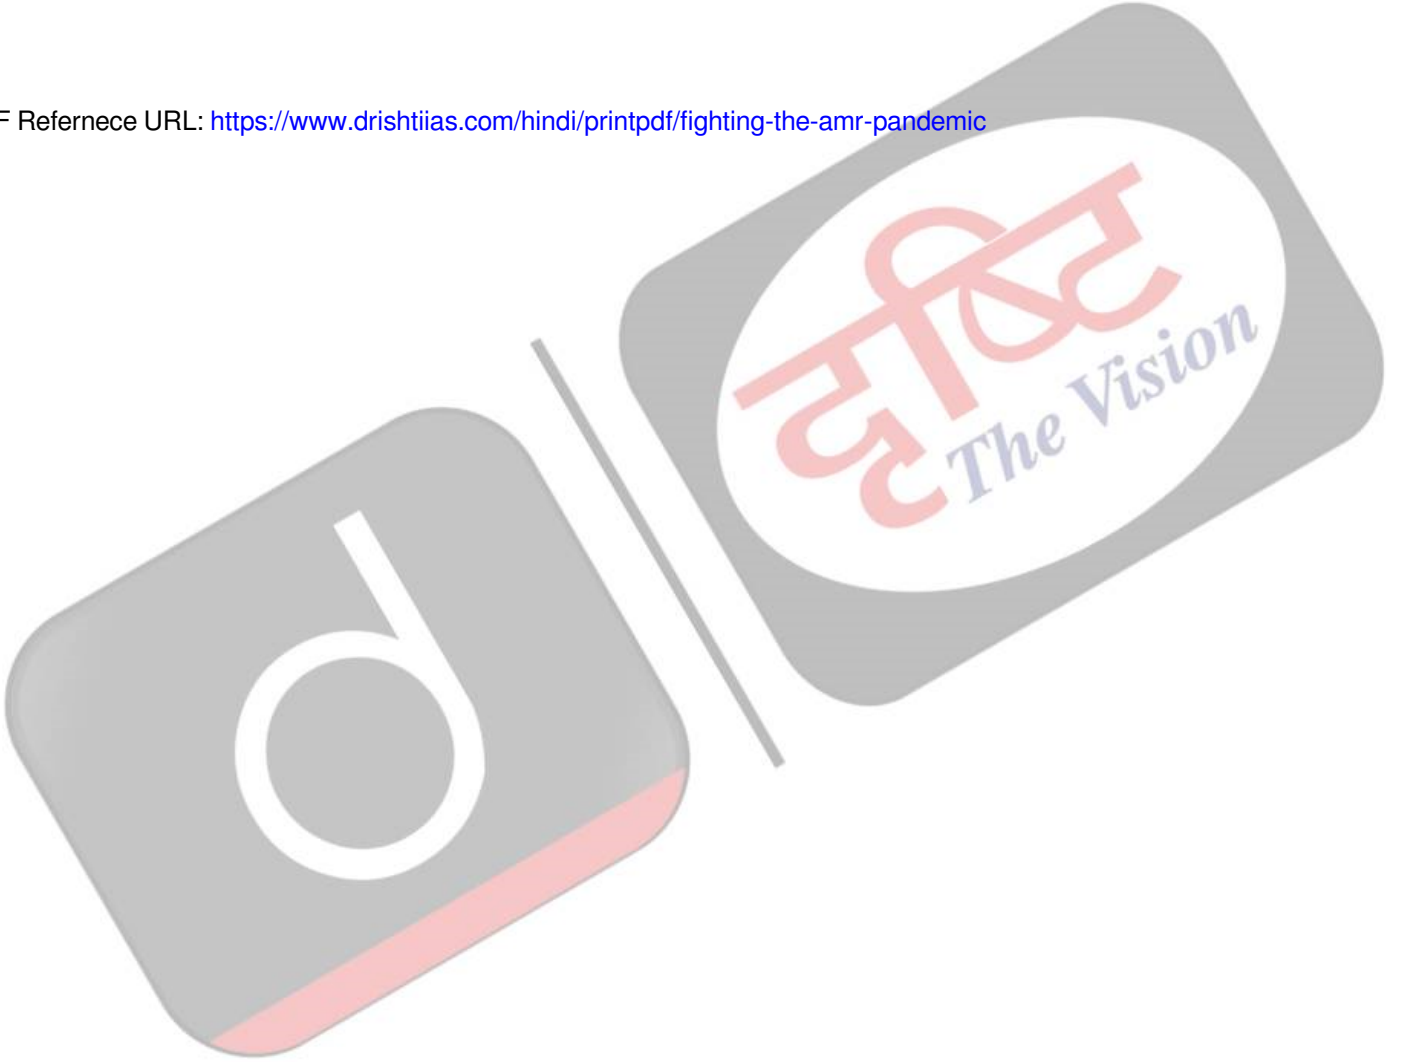 F Refernece URL: https://www.drishtiias.com/hindi/printpdf/fighting-the-amr-pandemic
दृष्टि
The Vision
d